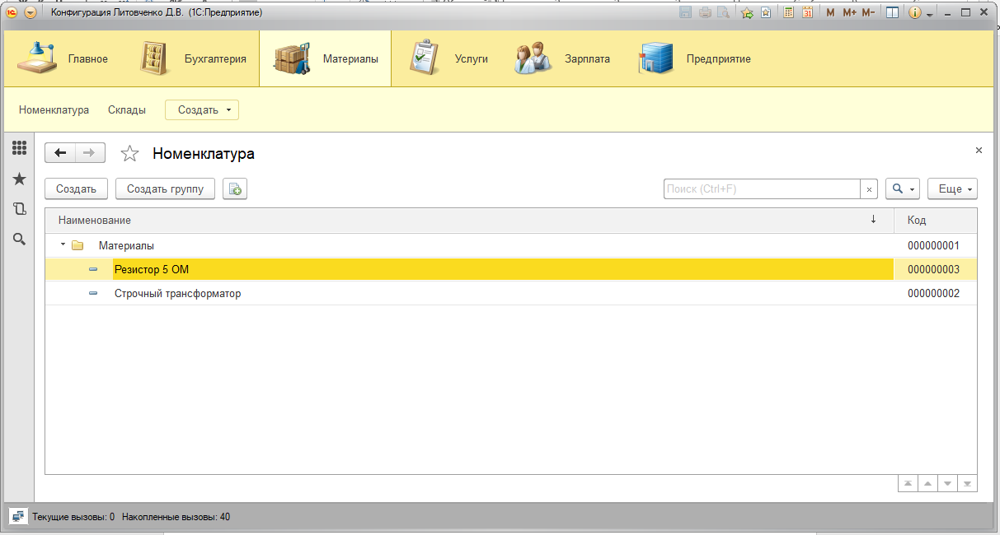 Конфигурация Литовченко Д.В. (1С:Предприятие)
31 M M+ M-
Главное Бухгалтерия Материалы Услуги Зарплата Предприятие
Номенклатура Склады Создать
Номенклатура
Создать Создать группу Поиск (Ctrl+F) × Еще
Наименование ↓ Код
Материалы 000000001
Резистор 5 ОМ 000000003
Строчный трансформатор 000000002
Текущие вызовы: 0 Накопленные вызовы: 40